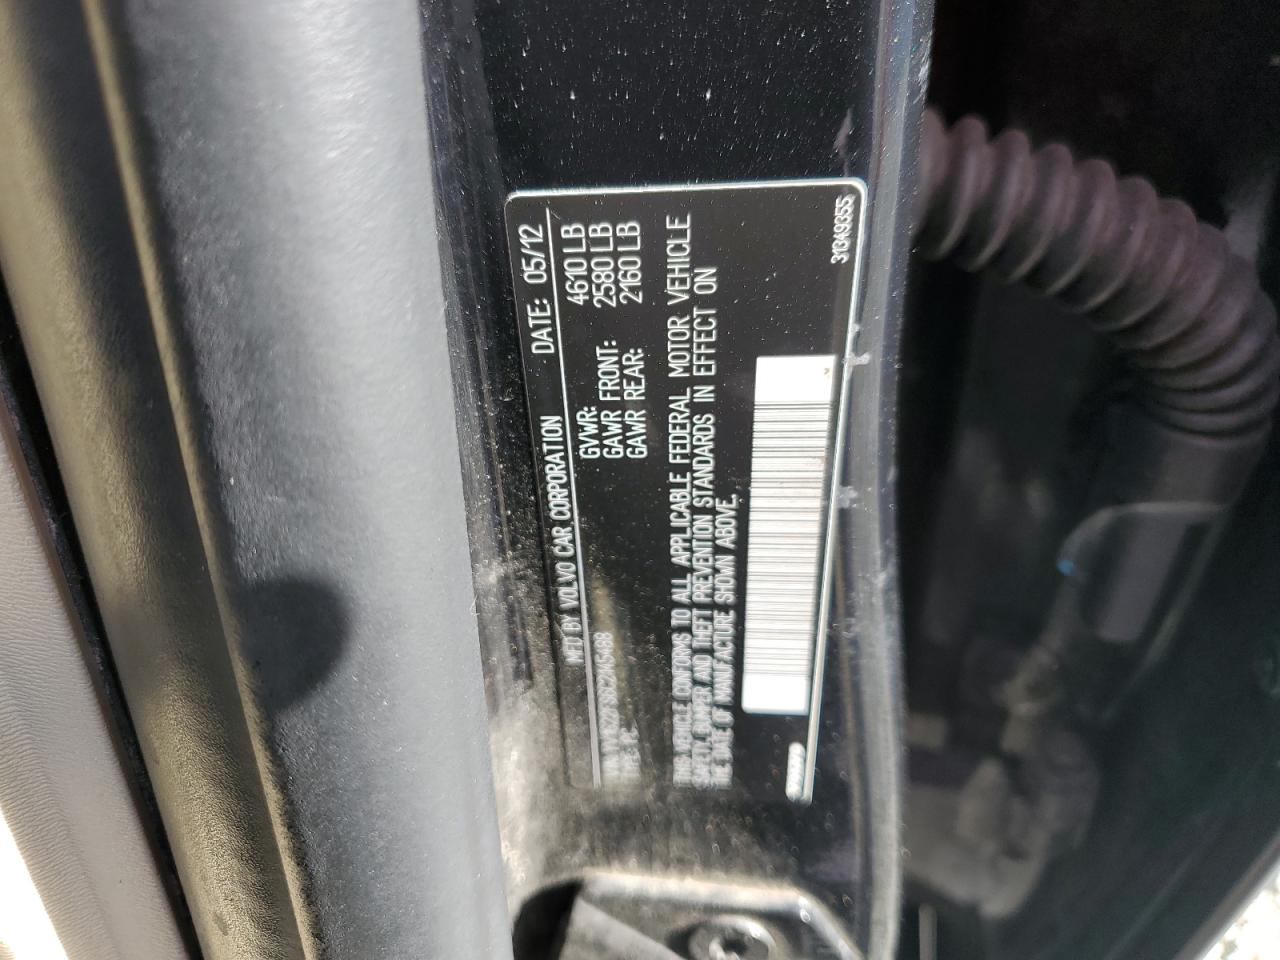 MFD BY VOLVO CAR CORPORATION DATE: 05/12
GVWR: 4610 LB
GAWR FRONT: 2580 LB
GAWR REAR: 2160 LB
TYPE: PC
THIS VEHICLE CONFORMS TO ALL APPLICABLE FEDERAL MOTOR VEHICLE
SAFETY, BUMPER AND THEFT PREVENTION STANDARDS IN EFFECT ON
THE DATE OF MANUFACTURE SHOWN ABOVE.
31349355